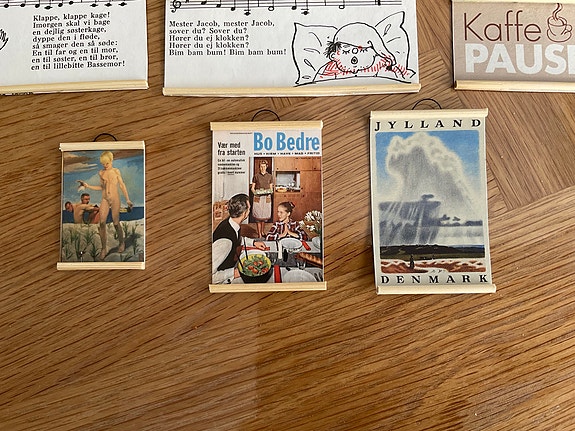 Klappe, klappe kage!
Imorgen skal vi bage
en dejlig søsterkage,
dyppe den i fløde,
så smager den så søde:
En til far og en til mor,
en til søster, en til bror,
en til lillebitte Bassemor!
Mester Jacob, mester Jacob,
sover du? Sover du?
Hører du ej klokken?
Hører du ej klokken?
Bim bam bum! Bim bam bum!
Kaffe
PAUSE
Vær med
fra starten
Bo Bedre
JYLLAND
DENMARK